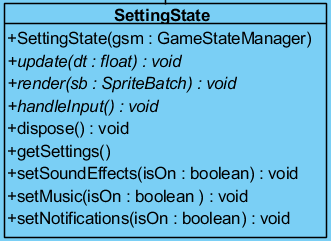 SettingState
+SettingState(gsm : GameStateManager)
+update(dt : float) : void
+render(sb : SpriteBatch) : void
+handleInput() : void
+dispose() : void
+getSettings()
+setSoundEffects(isOn : boolean) : void
+setMusic(isOn : boolean ) : void
+setNotifications(isOn : boolean) : void